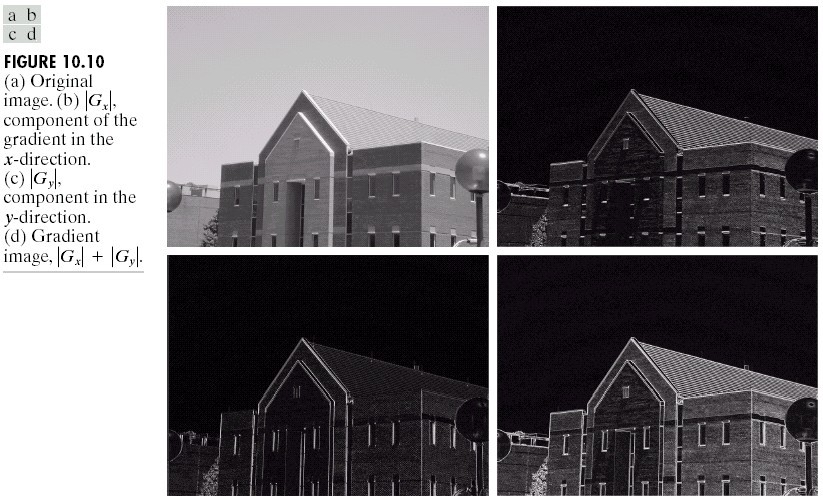 a b
c d
FIGURE 10.10
(a) Original
image. (b) |Gx|,
component of the
gradient in the
x-direction.
(c) |Gy|,
component in the
y-direction.
(d) Gradient
image, |Gx| + |Gy|.